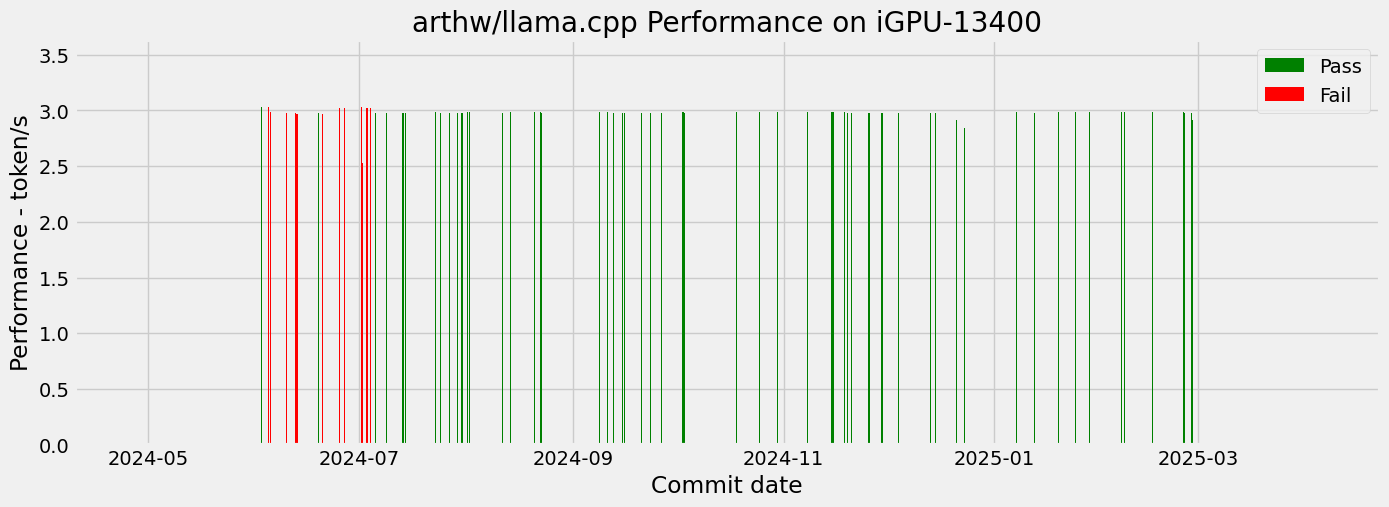 arthw/llama.cpp Performance on iGPU-13400
Performance - token/s
3.5
3.0
2.5
2.0
1.5
1.0
0.5
0.0
Pass
Fail
2024-05
2024-07
2024-09
2024-11
2025-01
2025-03
Commit date